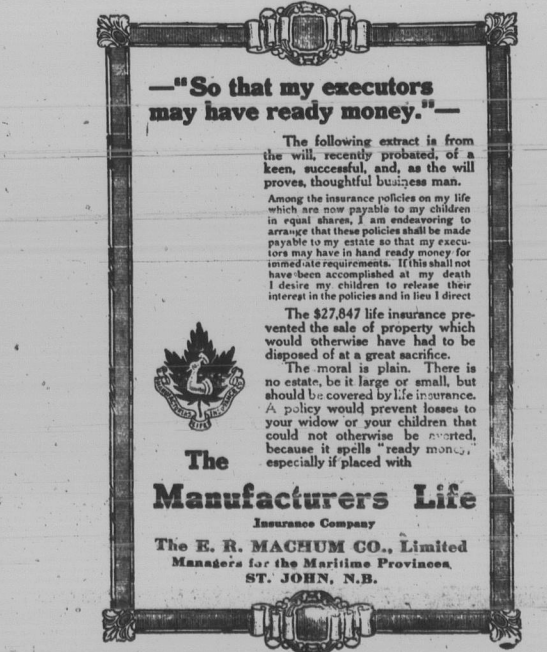 —"So that my executors
may have ready money."—
The following extract is from
the will, recently probated, of a
keen, successful, and, as the will
proves, thoughtful business man.
Among the insurance policies on my life
which are now payable to my children
in equal shares, I am endeavoring to
arrange that these policies shall be made
payable to my estate so that my execu-
tors may have in hand ready money for
immediate requirements. If this shall not
have been accomplished at my death
I desire my children to release their
interest in the policies and in lieu I direct
The $27,847 life insurance pre-
vented the sale of property which
would otherwise have had to be
disposed of at a great sacrifice.
The moral is plain. There is
no estate, be it large or small, but
should be covered by life insurance.
A policy would prevent losses to
your widow or your children that
could not otherwise be averted,
because it spells "ready money,"
especially if placed with
The
Manufacturers Life
Insurance Company
The E. R. MACHUM CO., Limited
Managers for the Maritime Provinces,
ST. JOHN, N.B.